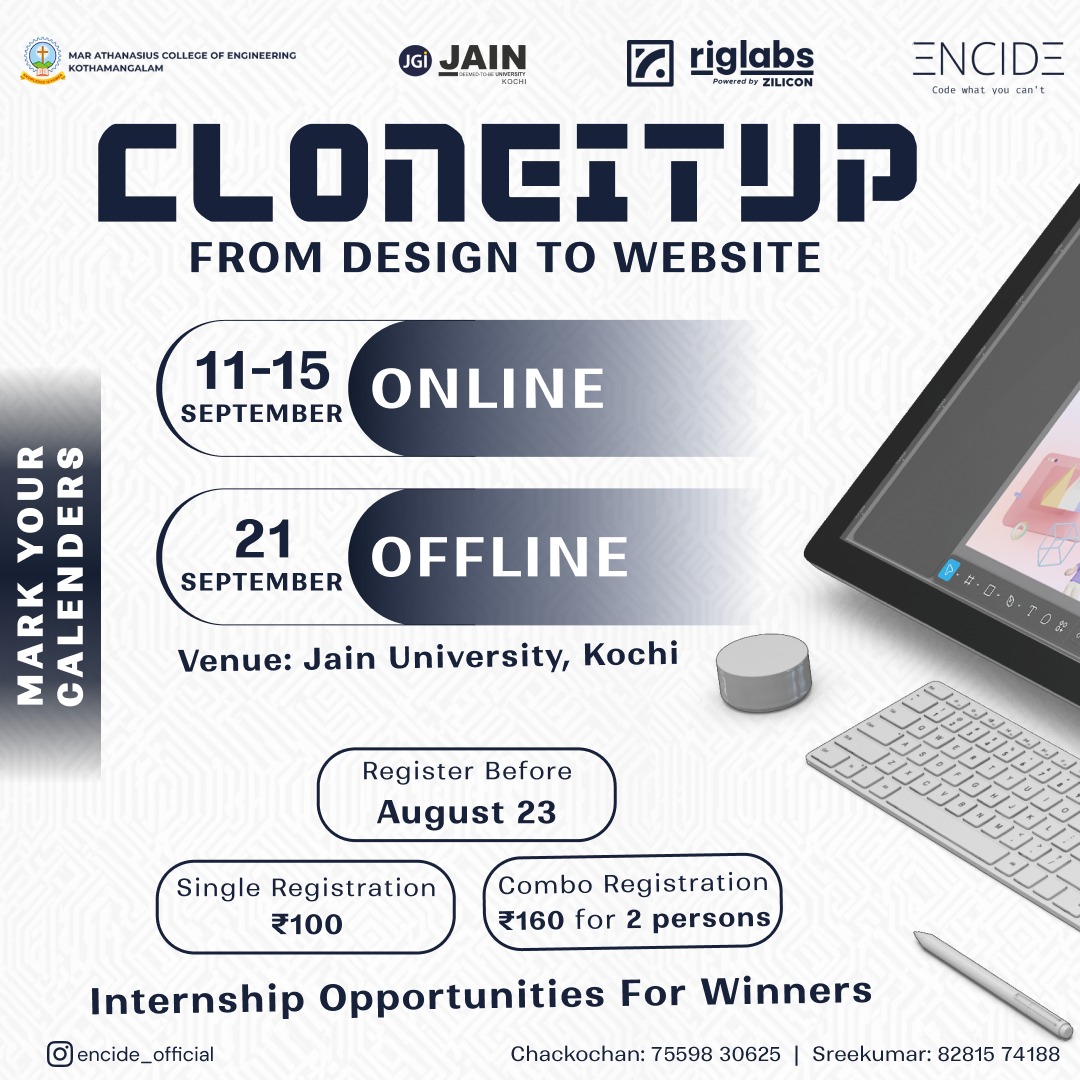 MAR ATHANASIUS COLLEGE OF ENGINEERING
KOTHAMANGALAM
JGi JAIN
DEEMED-TO-BE UNIVERSITY
KOCHI
riglabs
Powered by ZILICON
ENCIDE
Code what you can't
CLONEITUP
FROM DESIGN TO WEBSITE
MARK YOUR
CALENDERS
11-15
SEPTEMBER
ONLINE
21
SEPTEMBER
OFFLINE
Venue: Jain University, Kochi
Register Before
August 23
Single Registration
₹100
Combo Registration
₹160 for 2 persons
Internship Opportunities For Winners
encide_official
Chackochan: 75598 30625 | Sreekumar: 82815 74188